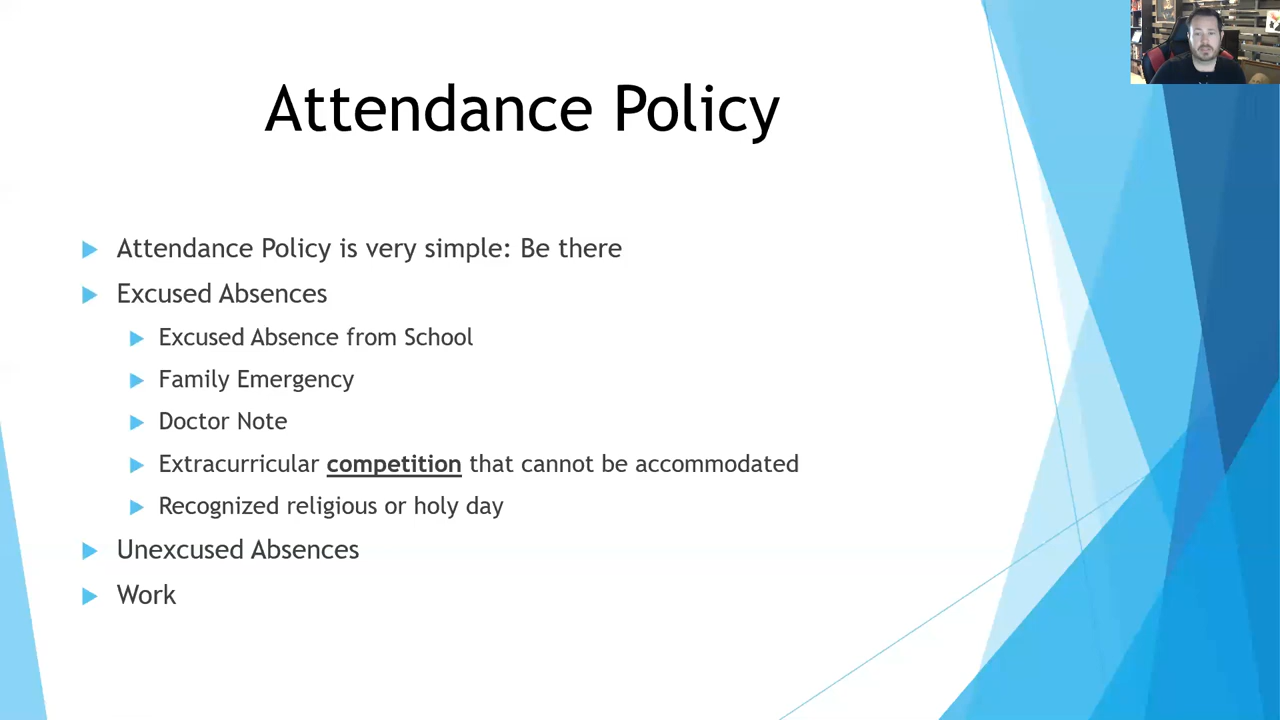 Attendance Policy
Attendance Policy is very simple: Be there
Excused Absences
Excused Absence from School
Family Emergency
Doctor Note
Extracurricular competition that cannot be accommodated
Recognized religious or holy day
Unexcused Absences
Work